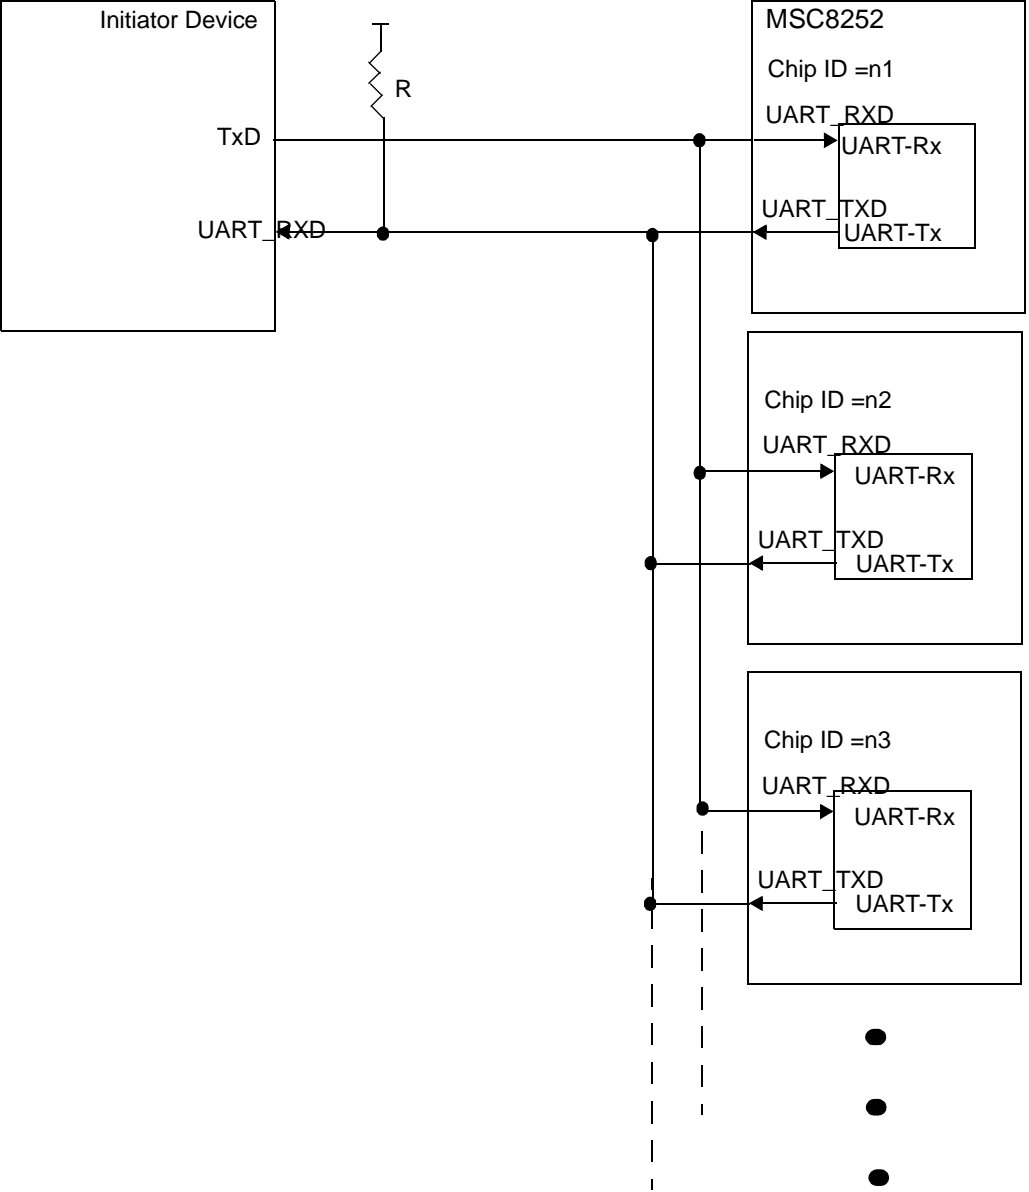 Initiator Device
R
TxD
UART_RXD
MSC8252
Chip ID =n1
UART_RXD
UART-Rx
UART_TXD
UART-Tx
Chip ID =n2
UART_RXD
UART-Rx
UART_TXD
UART-Tx
Chip ID =n3
UART_RXD
UART-Rx
UART_TXD
UART-Tx